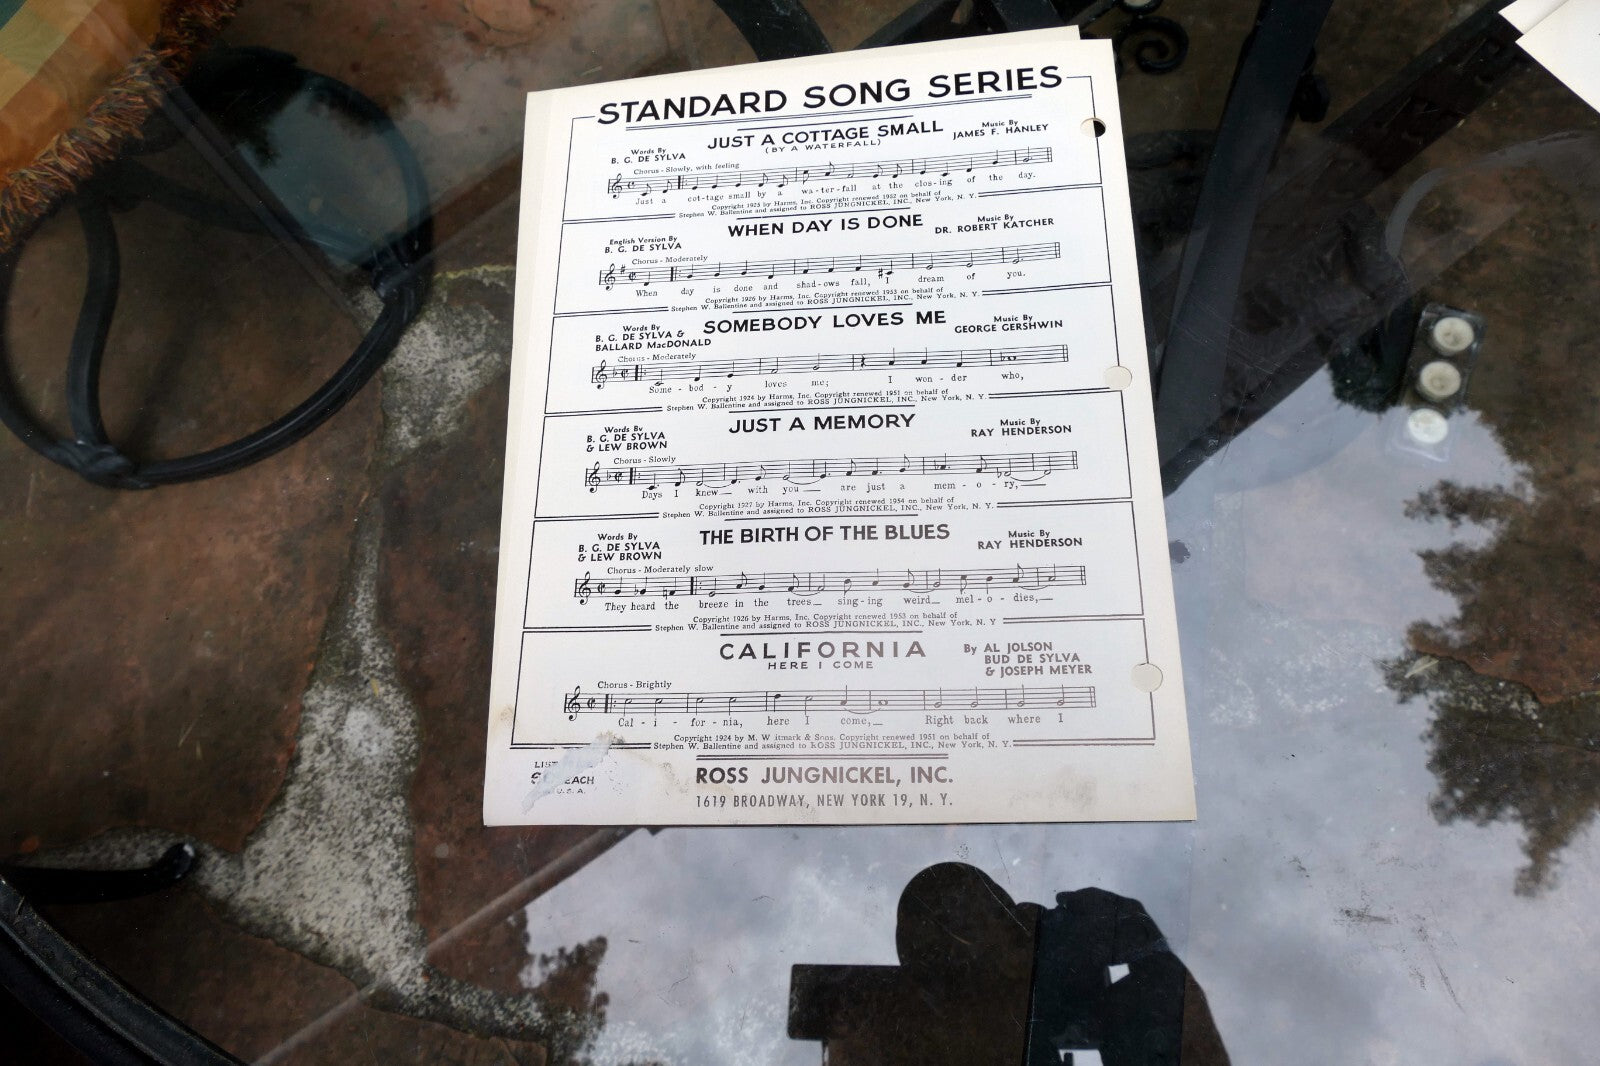 STANDARD SONG SERIES
JUST A COTTAGE SMALL
(BY A WATERFALL)
Words By
B. G. DE SYLVA
Music By
JAMES F. HANLEY
Chorus - Slowly, with feeling
Just a cot-tage small by a wa-ter-fall at the clos-ing of the day.
Copyright 1925 by Harms, Inc. Copyright renewed 1952 on behalf of
Stephen W. Ballentine and assigned to ROSS JUNGNICKEL, INC., New York, N. Y.
WHEN DAY IS DONE
English Version By
B. G. DE SYLVA
Music By
DR. ROBERT KATCHER
Chorus - Moderately
When day is done and shad-ows fall, I dream of you.
Copyright 1926 by Harms, Inc. Copyright renewed 1953 on behalf of
Stephen W. Ballentine and assigned to ROSS JUNGNICKEL, INC., New York, N. Y.
SOMEBODY LOVES ME
Words By
B. G. DE SYLVA &
BALLARD MacDONALD
Music By
GEORGE GERSHWIN
Chorus - Moderately
Some - bod - y loves me; I won - der who,
Copyright 1924 by Harms, Inc. Copyright renewed 1951 on behalf of
Stephen W. Ballentine and assigned to ROSS JUNGNICKEL, INC., New York, N. Y.
JUST A MEMORY
Words By
B. G. DE SYLVA
& LEW BROWN
Music By
RAY HENDERSON
Chorus - Slowly
Days I knew with you are just a mem - o - ry,
Copyright 1927 by Harms, Inc. Copyright renewed 1954 on behalf of
Stephen W. Ballentine and assigned to ROSS JUNGNICKEL, INC., New York, N. Y.
THE BIRTH OF THE BLUES
Words By
B. G. DE SYLVA
& LEW BROWN
Music By
RAY HENDERSON
Chorus - Moderately slow
They heard the breeze in the trees sing-ing weird mel - o - dies,
Copyright 1926 by Harms, Inc. Copyright renewed 1953 on behalf of
Stephen W. Ballentine and assigned to ROSS JUNGNICKEL, INC., New York, N. Y
CALIFORNIA
HERE I COME
By AL JOLSON
BUD DE SYLVA
& JOSEPH MEYER
Chorus - Brightly
Cal - i - for - nia, here I come, Right back where I
Copyright 1924 by M. W itmark & Sons. Copyright renewed 1951 on behalf of
Stephen W. Ballentine and assigned to ROSS JUNGNICKEL, INC., New York, N. Y.
EACH
U.S.A.
ROSS JUNGNICKEL, INC.
1619 BROADWAY, NEW YORK 19, N. Y.